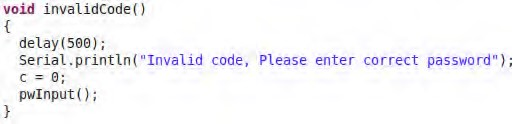 void invalidCode()
{
  delay(500);
  Serial.println("Invalid code, Please enter correct password");
  c = 0;
  pwInput();
}